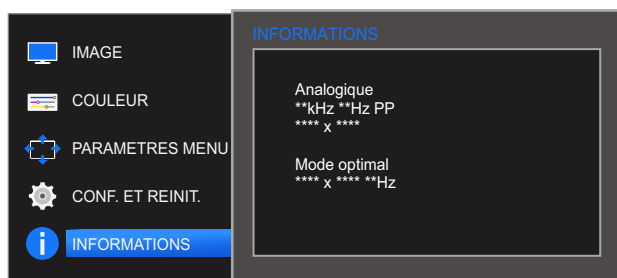 IMAGE
COULEUR
PARAMETRES MENU
CONF. ET REINIT.
INFORMATIONS
INFORMATIONS
Analogique
**kHz **Hz PP
**** x ****
Mode optimal
**** x **** **Hz